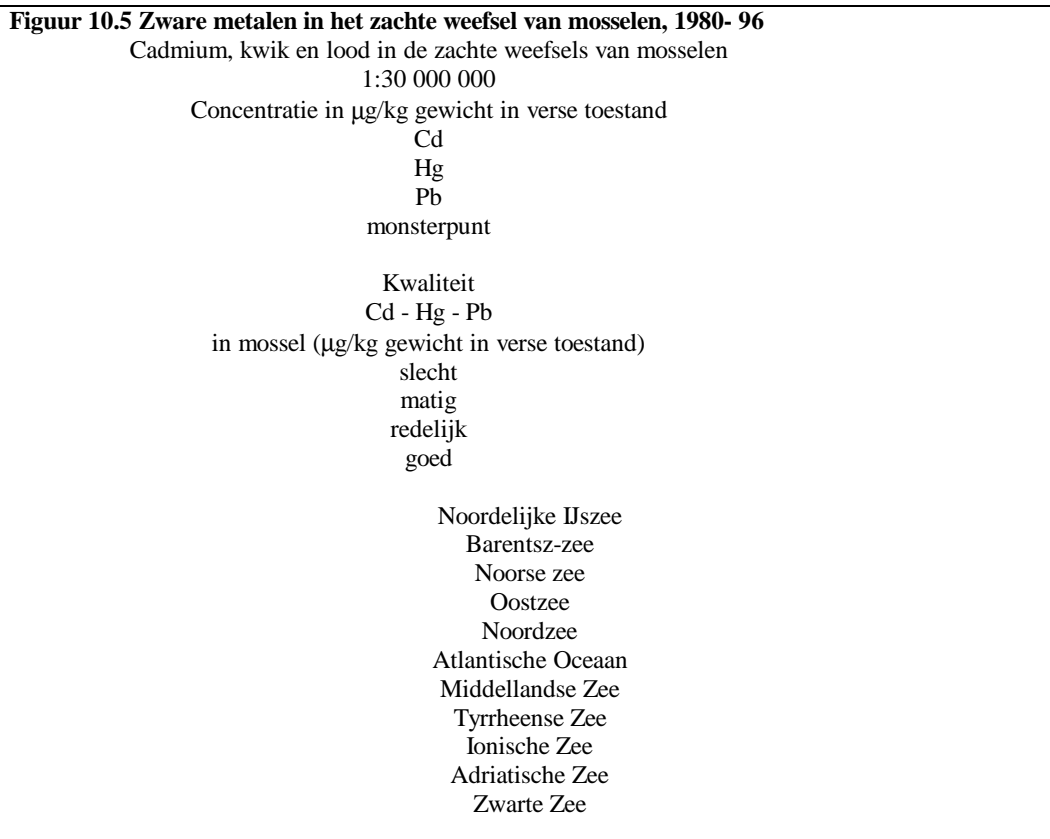 Figuur 10.5 Zware metalen in het zachte weefsel van mosselen, 1980- 96
Cadmium, kwik en lood in de zachte weefsels van mosselen
1:30 000 000
Concentratie in μg/kg gewicht in verse toestand
Cd
Hg
Pb
monsterpunt
Kwaliteit
Cd - Hg - Pb
in mossel (μg/kg gewicht in verse toestand)
slecht
matig
redelijk
goed
Noordelijke IJszee
Barentsz-zee
Noorse zee
Oostzee
Noordzee
Atlantische Oceaan
Middellandse Zee
Tyrrheense Zee
Ionische Zee
Adriatische Zee
Zwarte Zee